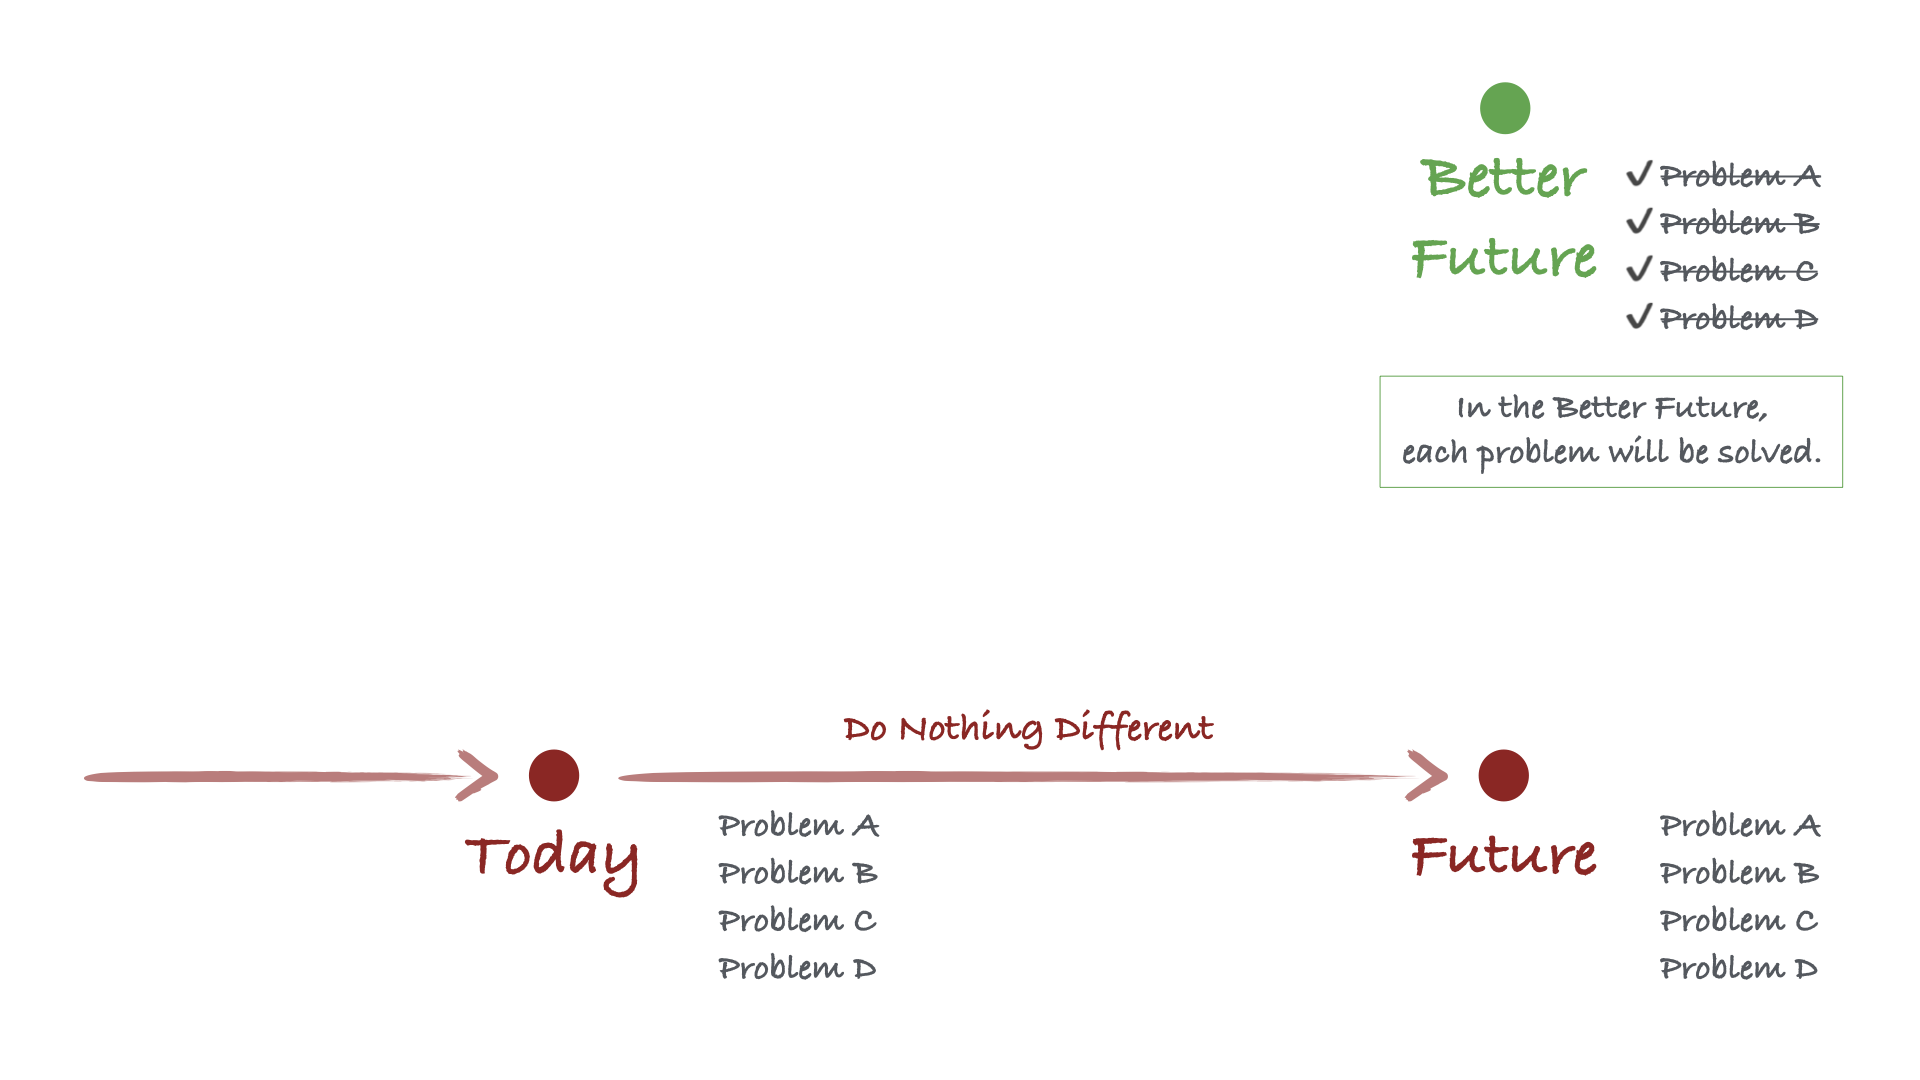 Better
Future
✔ Problem A
✔ Problem B
✔ Problem C
✔ Problem D
In the Better Future,
each problem will be solved.
Do Nothing Different
Today
Problem A
Problem B
Problem C
Problem D
Future
Problem A
Problem B
Problem C
Problem D